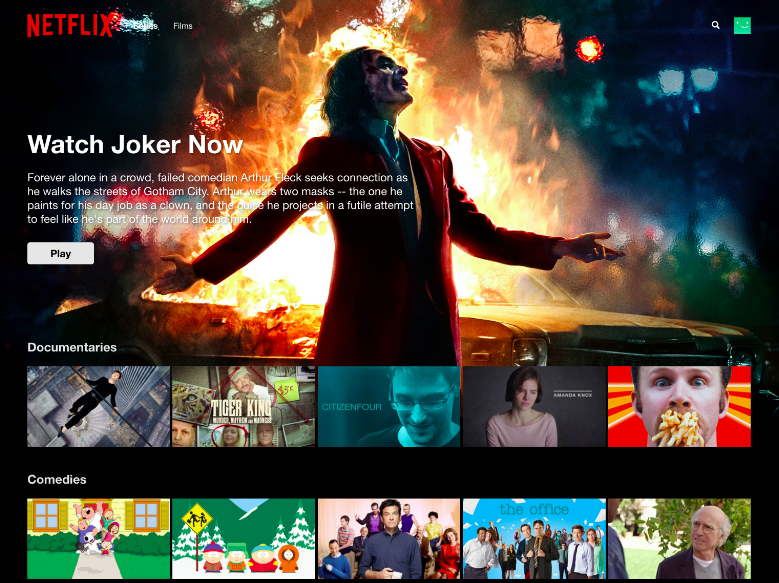 NETFLIX
Series
Films
Watch Joker Now
Forever alone in a crowd, failed comedian Arthur Fleck seeks connection as
he walks the streets of Gotham City. Arthur wears two masks -- the one he
paints for his day job as a clown, and the guise he projects in a futile attempt
to feel like he's part of the world around him.
Play
Documentaries
TIGER KING
MURDER, MAYHEM AND MADNESS
CITIZENFOUR
AMANDA KNOX
Comedies
the office